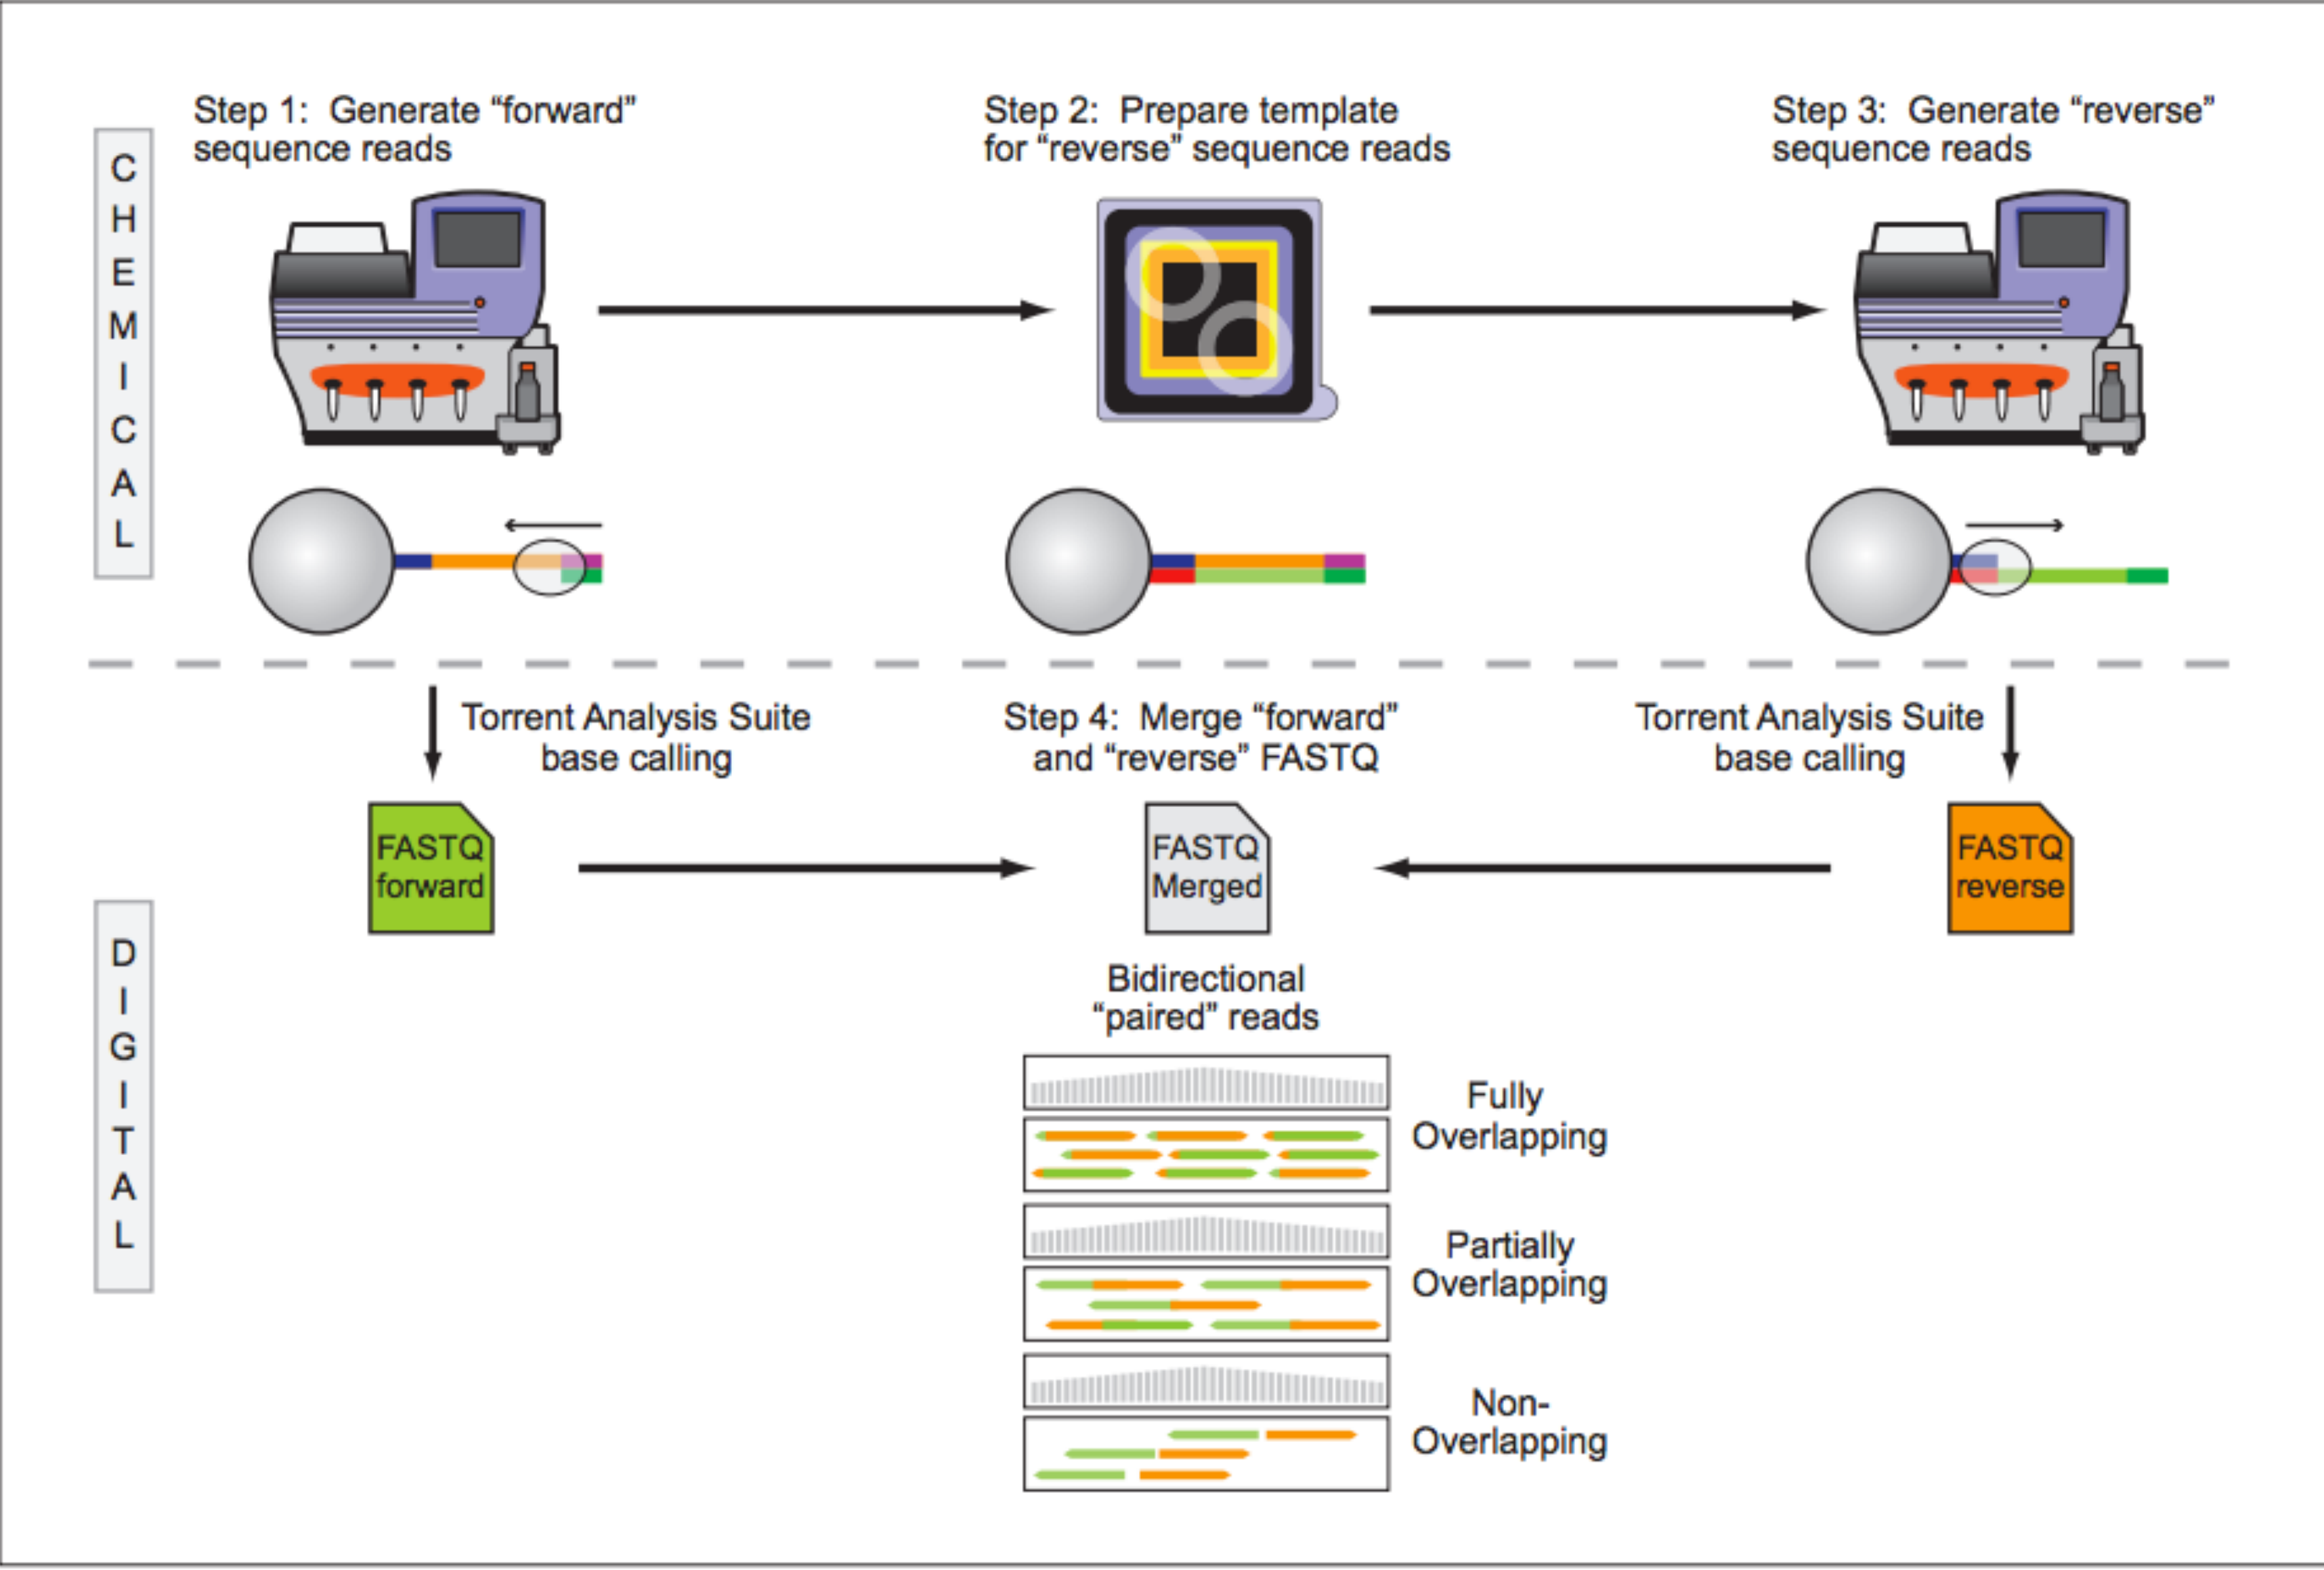 Step 1:  Generate “forward”
sequence reads
Step 2:  Prepare template
for “reverse” sequence reads
Step 3:  Generate “reverse”
sequence reads
CHEMICAL
Torrent Analysis Suite
base calling
Step 4:  Merge “forward”
and “reverse” FASTQ
Torrent Analysis Suite
base calling
FASTQ
forward
FASTQ
Merged
FASTQ
reverse
DIGITAL
Bidirectional
“paired” reads
Fully
Overlapping
Partially
Overlapping
Non-
Overlapping